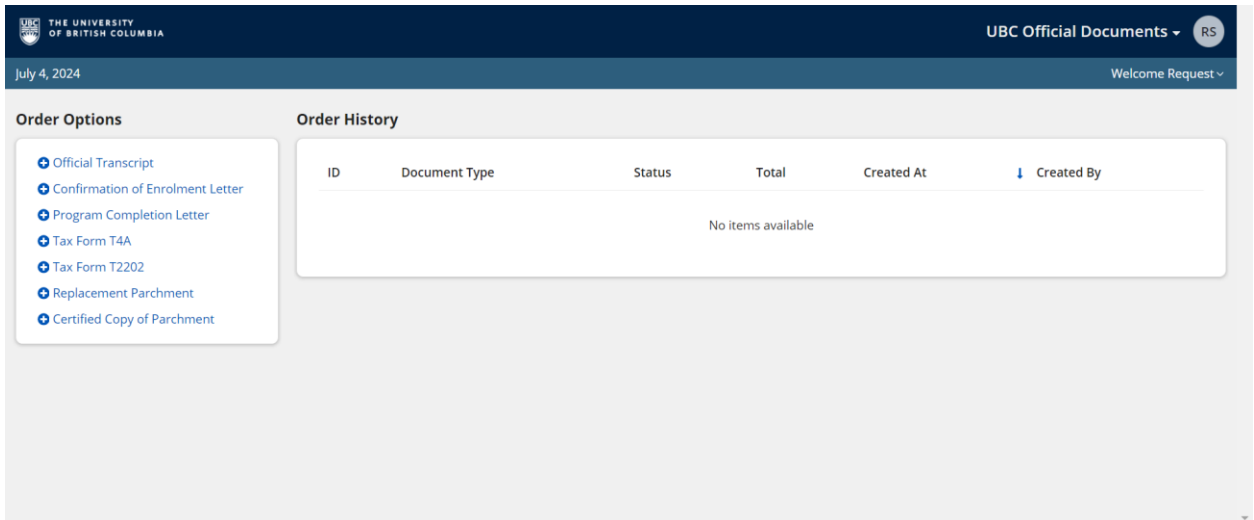 UBC
THE UNIVERSITY
OF BRITISH COLUMBIA
UBC Official Documents
RS
July 4, 2024
Welcome Request
Order Options
Official Transcript
Confirmation of Enrolment Letter
Program Completion Letter
Tax Form T4A
Tax Form T2202
Replacement Parchment
Certified Copy of Parchment
Order History
ID Document Type Status Total Created At Created By
No items available